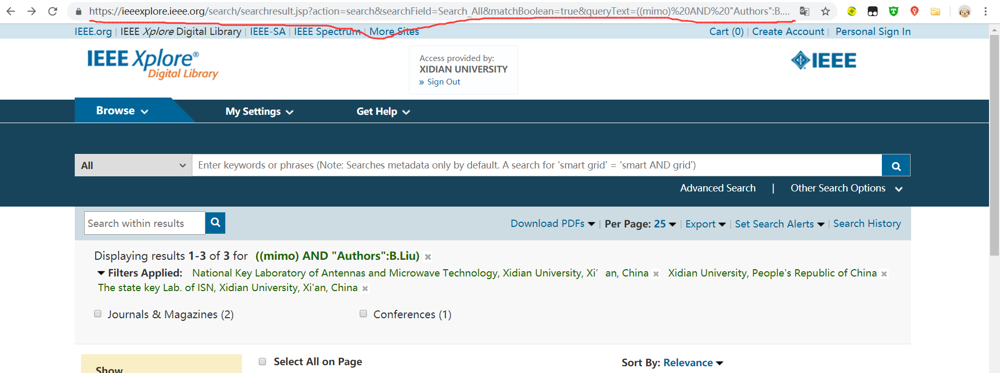 https://ieeexplore.ieee.org/search/searchresult.jsp?action=search&searchField=Search_All&matchBoolean=true&queryText=((mimo)%20AND%20"Authors":B....
IEEE.org | IEEE Xplore Digital Library | IEEE-SA | IEEE Spectrum | More Sites
Cart (0) | Create Account | Personal Sign In
IEEE Xplore®
Digital Library
Access provided by:
XIDIAN UNIVERSITY
» Sign Out
IEEE
Browse
My Settings
Get Help
All
Enter keywords or phrases (Note: Searches metadata only by default. A search for 'smart grid' = 'smart AND grid')
Advanced Search | Other Search Options
Search within results
Download PDFs | Per Page: 25 | Export | Set Search Alerts | Search History
Displaying results 1-3 of 3 for ((mimo) AND "Authors":B.Liu) ×
Filters Applied: National Key Laboratory of Antennas and Microwave Technology, Xidian University, Xi’an, China × Xidian University, People's Republic of China ×
The state key Lab. of ISN, Xidian University, Xi'an, China ×
Journals & Magazines (2)
Conferences (1)
Show
Select All on Page
Sort By: Relevance